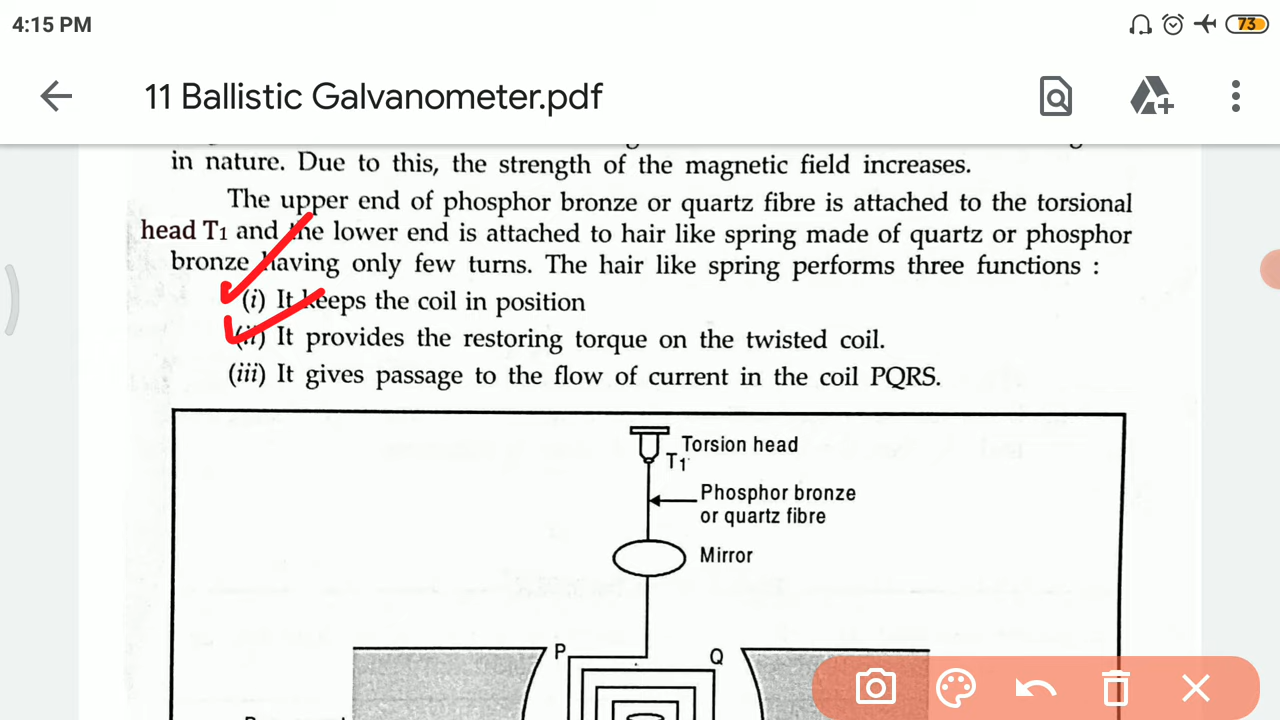 4:15 PM
73
11 Ballistic Galvanometer.pdf
in nature. Due to this, the strength of the magnetic field increases.
The upper end of phosphor bronze or quartz fibre is attached to the torsional
head T1 and the lower end is attached to hair like spring made of quartz or phosphor
bronze having only few turns. The hair like spring performs three functions :
(i) It keeps the coil in position
(ii) It provides the restoring torque on the twisted coil.
(iii) It gives passage to the flow of current in the coil PQRS.
Torsion head
T1
Phosphor bronze
or quartz fibre
Mirror
P
Q